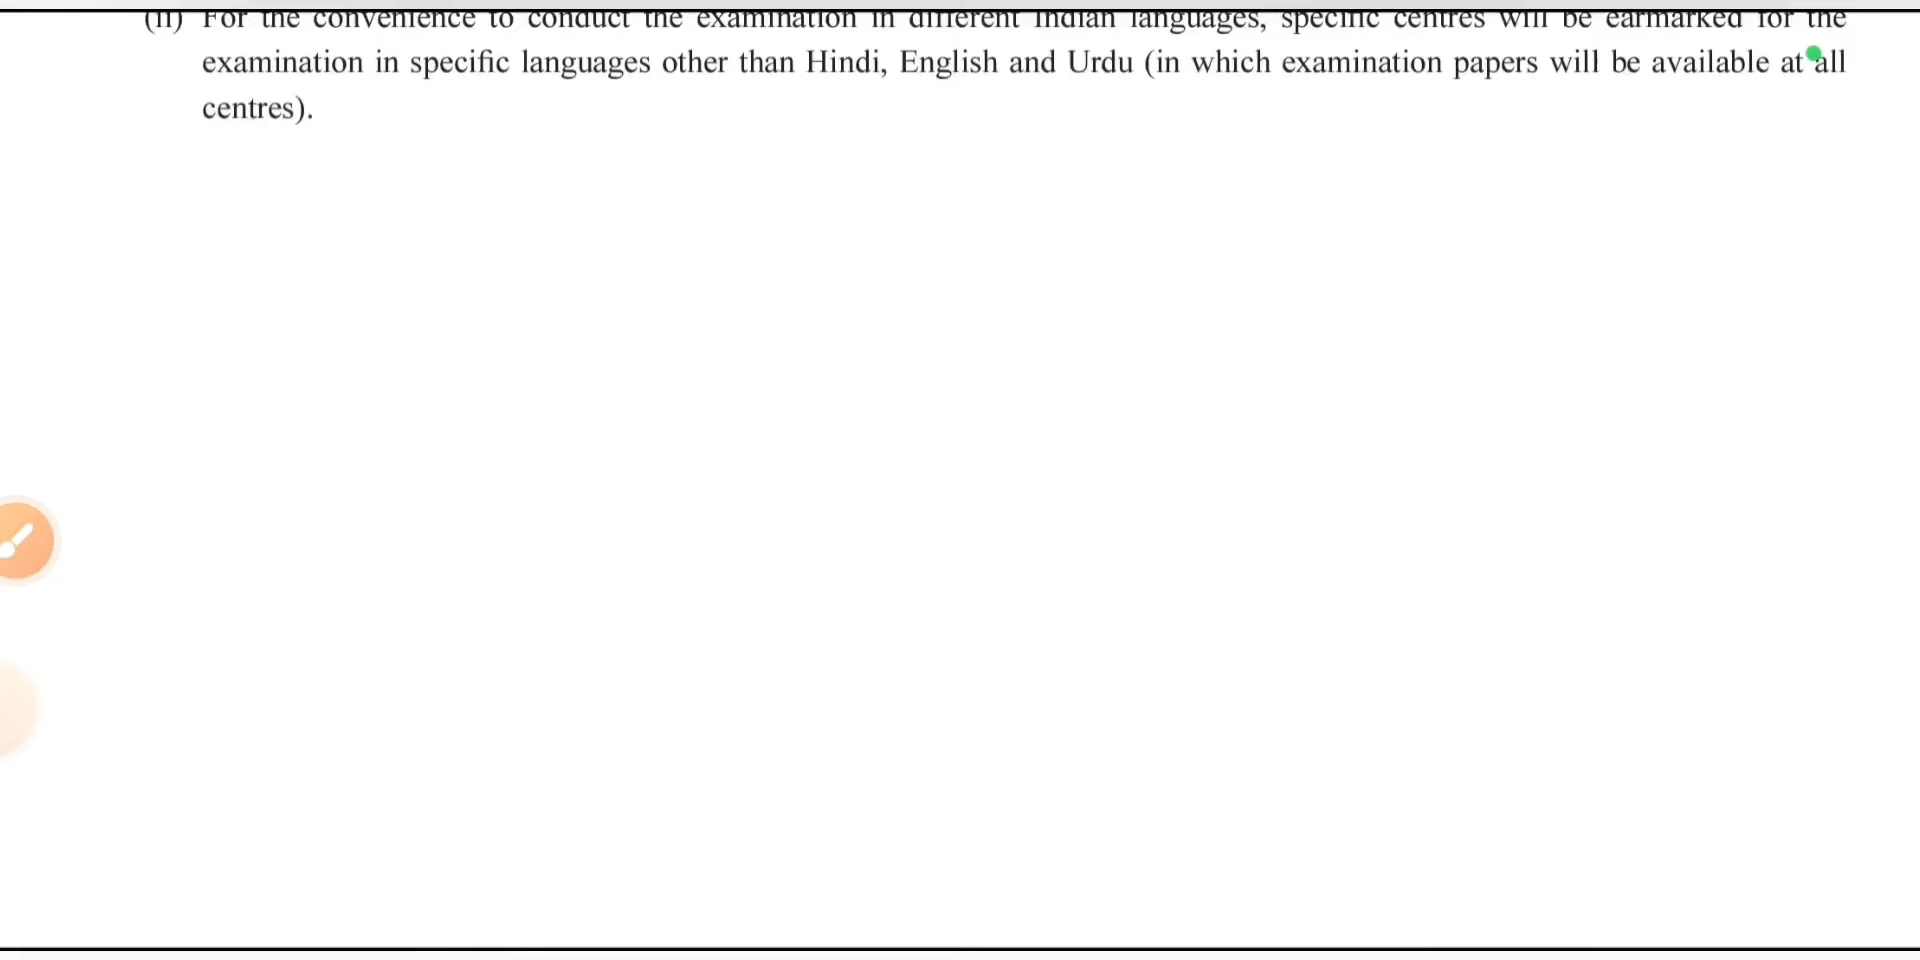 (ii) For the convenience to conduct the examination in different Indian languages, specific centres will be earmarked for the
examination in specific languages other than Hindi, English and Urdu (in which examination papers will be available at all
centres).